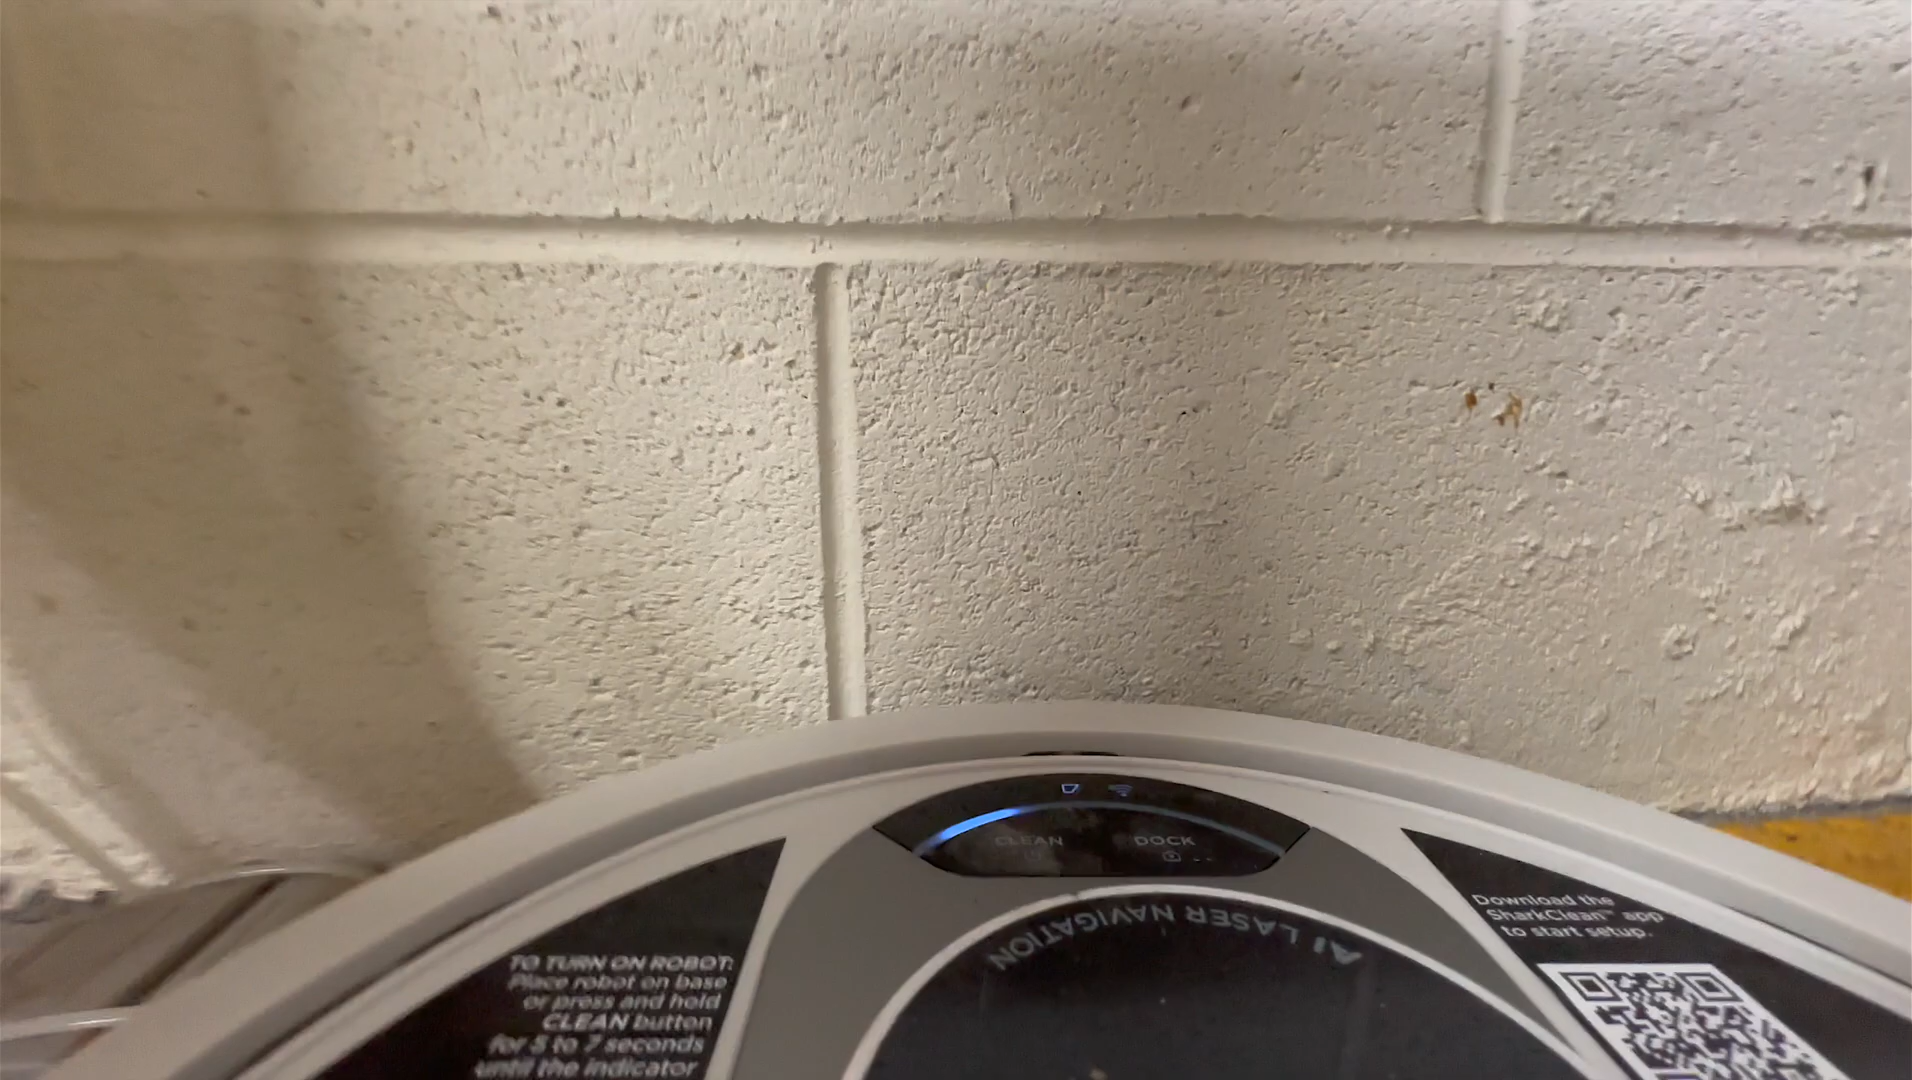 CLEAN DOCK
AI LASER NAVIGATION
TO TURN ON ROBOT:
Place robot on base
or press and hold
CLEAN button
for 5 to 7 seconds
until the indicator
Download the
SharkClean™ app
to start setup.